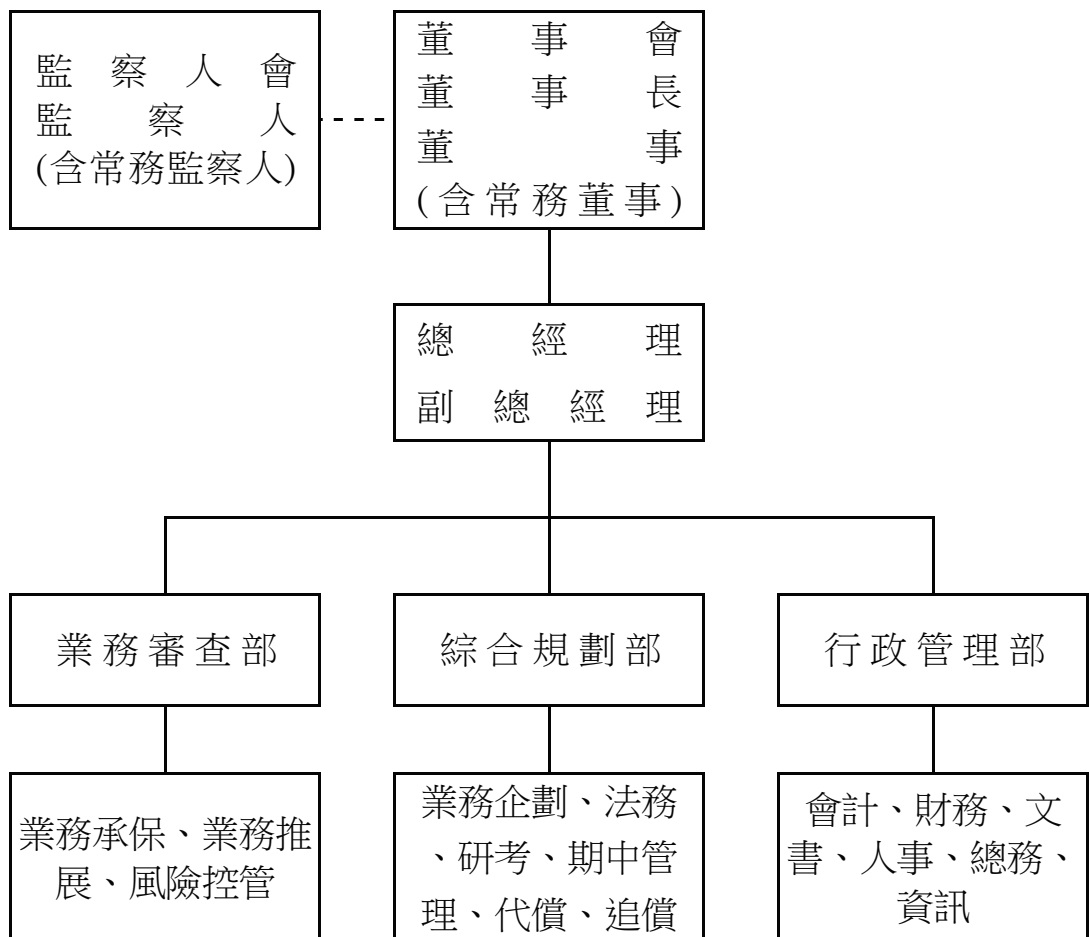 監察人會
監察人
(含常務監察人)
董事會
董事長
董事
(含常務董事)
總經理
副總經理
業務審查部
綜合規劃部
行政管理部
業務承保、業務推
展、風險控管
業務企劃、法務
、研考、期中管
理、代償、追償
會計、財務、文
書、人事、總務、
資訊